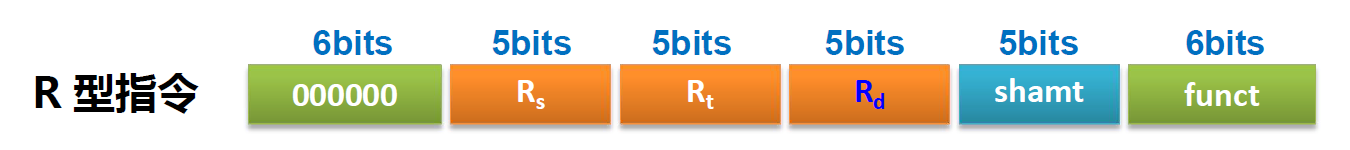 6bits 5bits 5bits 5bits 5bits 6bits
R 型指令 000000 Rs Rt Rd shamt funct